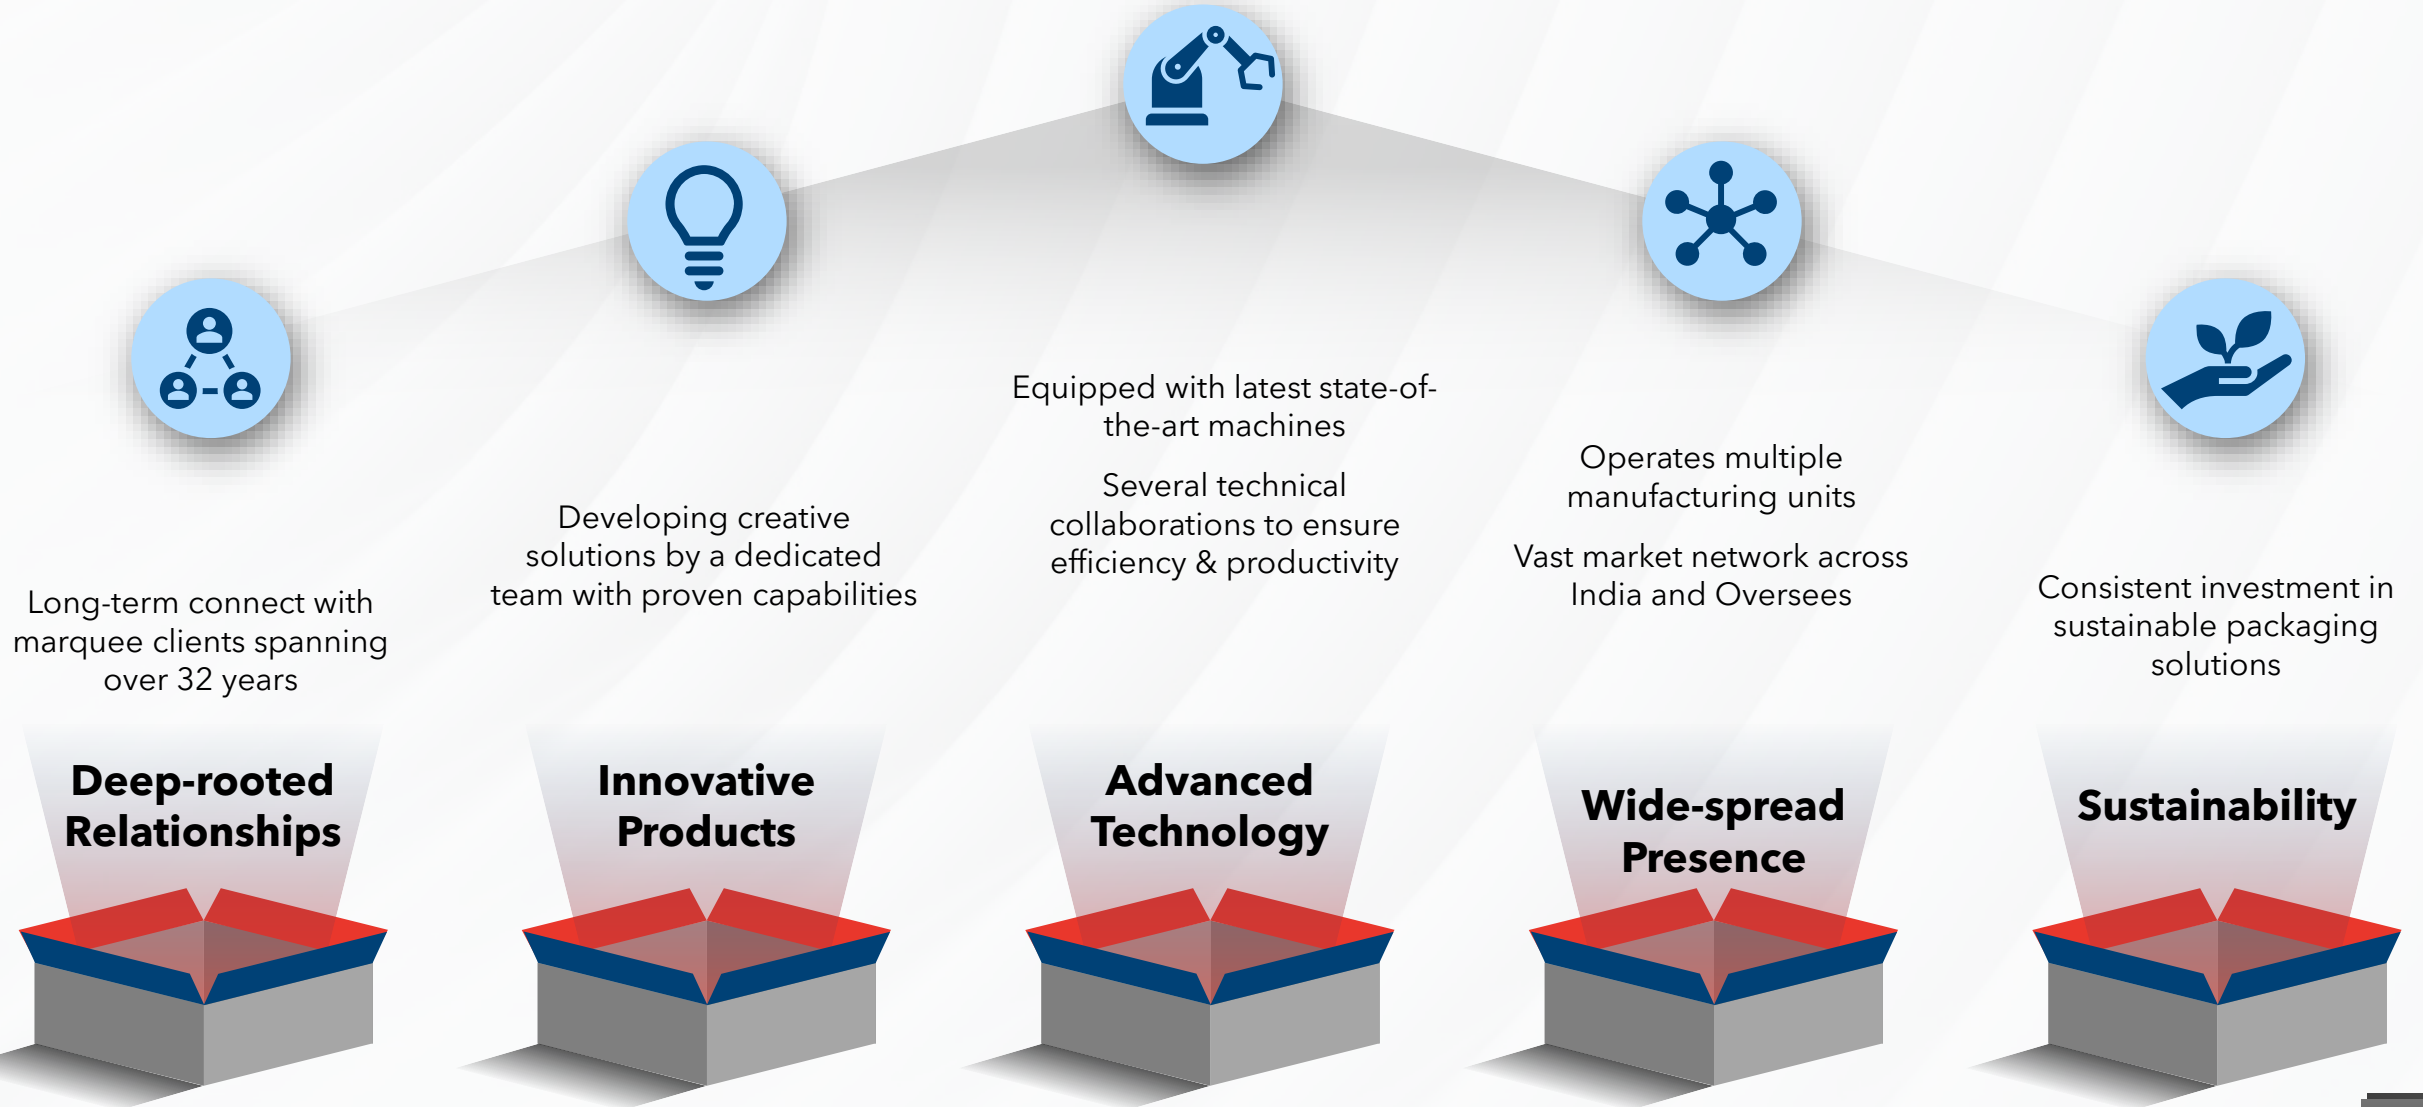 Long-term connect with
marquee clients spanning
over 32 years
Deep-rooted
Relationships
Developing creative
solutions by a dedicated
team with proven capabilities
Innovative
Products
Equipped with latest state-of-
the-art machines
Several technical
collaborations to ensure
efficiency & productivity
Advanced
Technology
Operates multiple
manufacturing units
Vast market network across
India and Oversees
Wide-spread
Presence
Consistent investment in
sustainable packaging
solutions
Sustainability